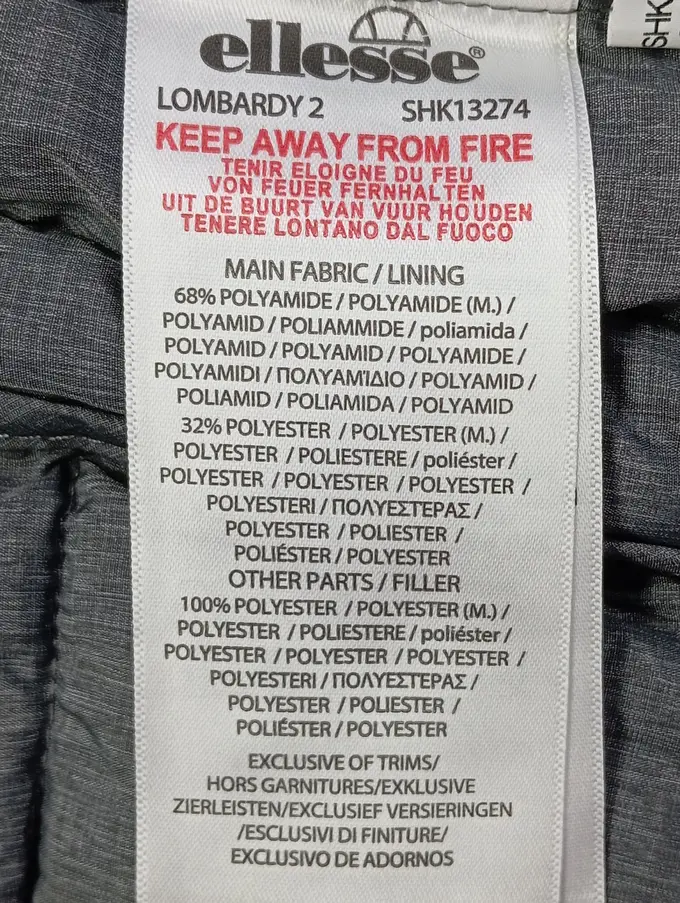 ellesse®
LOMBARDY 2 SHK13274
KEEP AWAY FROM FIRE
TENIR ELOIGNE DU FEU
VON FEUER FERNHALTEN
UIT DE BUURT VAN VUUR HOUDEN
TENERE LONTANO DAL FUOCO
MAIN FABRIC / LINING
68% POLYAMIDE / POLYAMIDE (M.) /
POLYAMID / POLIAMMIDE / poliamida /
POLYAMID / POLYAMID / POLYAMIDE /
POLYAMIDI / ΠΟΛΥΑΜΊΔΙΟ / POLYAMID /
POLIAMID / POLIAMIDA / POLYAMID
32% POLYESTER / POLYESTER (M.) /
POLYESTER / POLIESTERE / poliéster /
POLYESTER / POLYESTER / POLYESTER /
POLYESTERI / ΠΟΛΥΕΣΤΕΡΑΣ /
POLYESTER / POLIESTER /
POLIÉSTER / POLYESTER
OTHER PARTS / FILLER
100% POLYESTER / POLYESTER (M.) /
POLYESTER / POLIESTERE / poliéster /
POLYESTER / POLYESTER / POLYESTER /
POLYESTERI / ΠΟΛΥΕΣΤΕΡΑΣ /
POLYESTER / POLIESTER /
POLIÉSTER / POLYESTER
EXCLUSIVE OF TRIMS/
HORS GARNITURES/EXKLUSIVE
ZIERLEISTEN/EXCLUSIEF VERSIERINGEN
/ESCLUSIVI DI FINITURE/
EXCLUSIVO DE ADORNOS
SHK